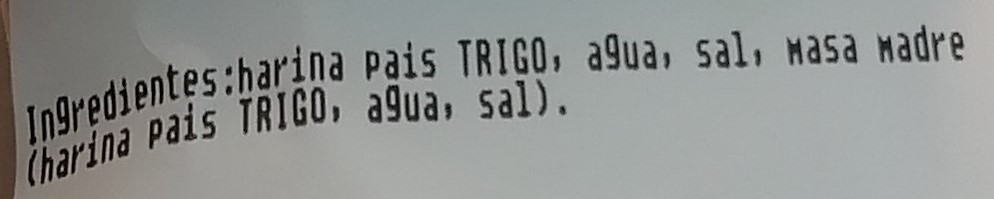 Ingredientes:harina pais TRIGO, agua, sal, masa madre
(harina pais TRIGO, agua, sal).